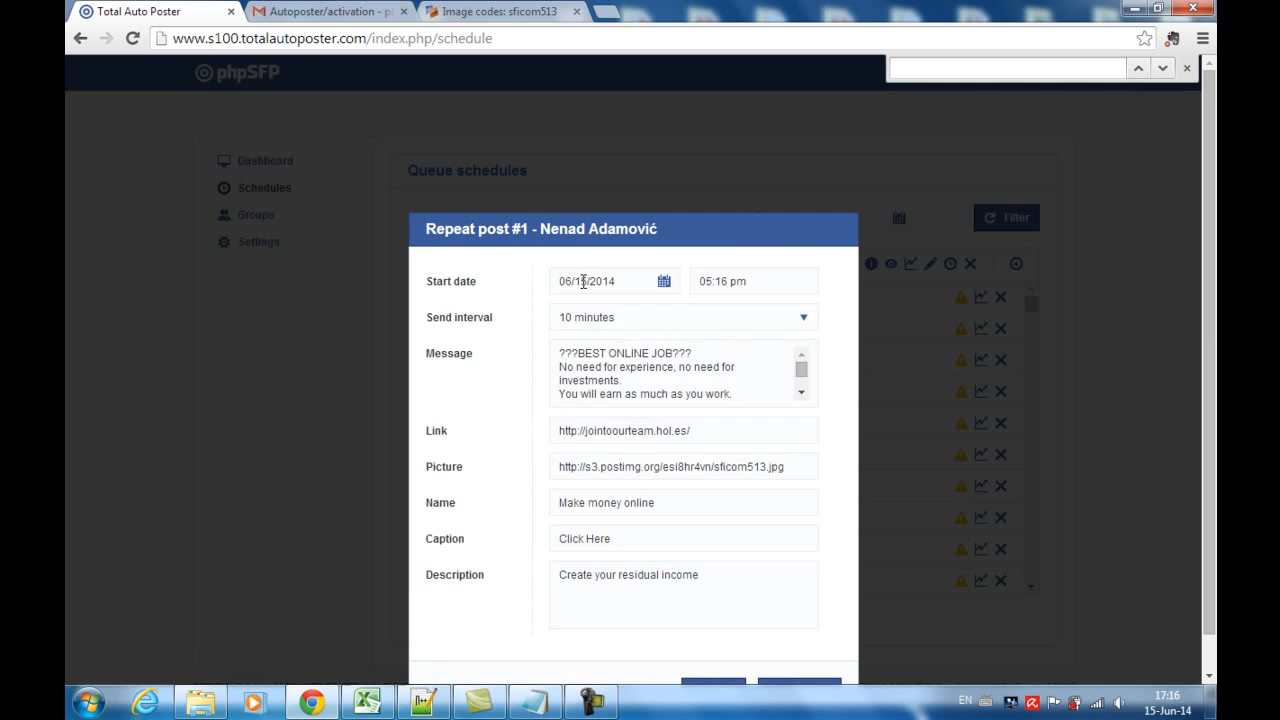 Total Auto Poster
Autoposter/activation - p
Image codes: sficom513
www.s100.totalautoposter.com/index.php/schedule
phpSFP
Dashboard
Schedules
Groups
Settings
Queue schedules
Filter
Repeat post #1 - Nenad Adamović
Start date
06/15/2014
05:16 pm
Send interval
10 minutes
Message
???BEST ONLINE JOB???
No need for experience, no need for
investments.
You will earn as much as you work.
Link
http://jointoourteam.hol.es/
Picture
http://s3.postimg.org/esi8hr4vn/sficom513.jpg
Name
Make money online
Caption
Click Here
Description
Create your residual income
EN
17:16
15-Jun-14